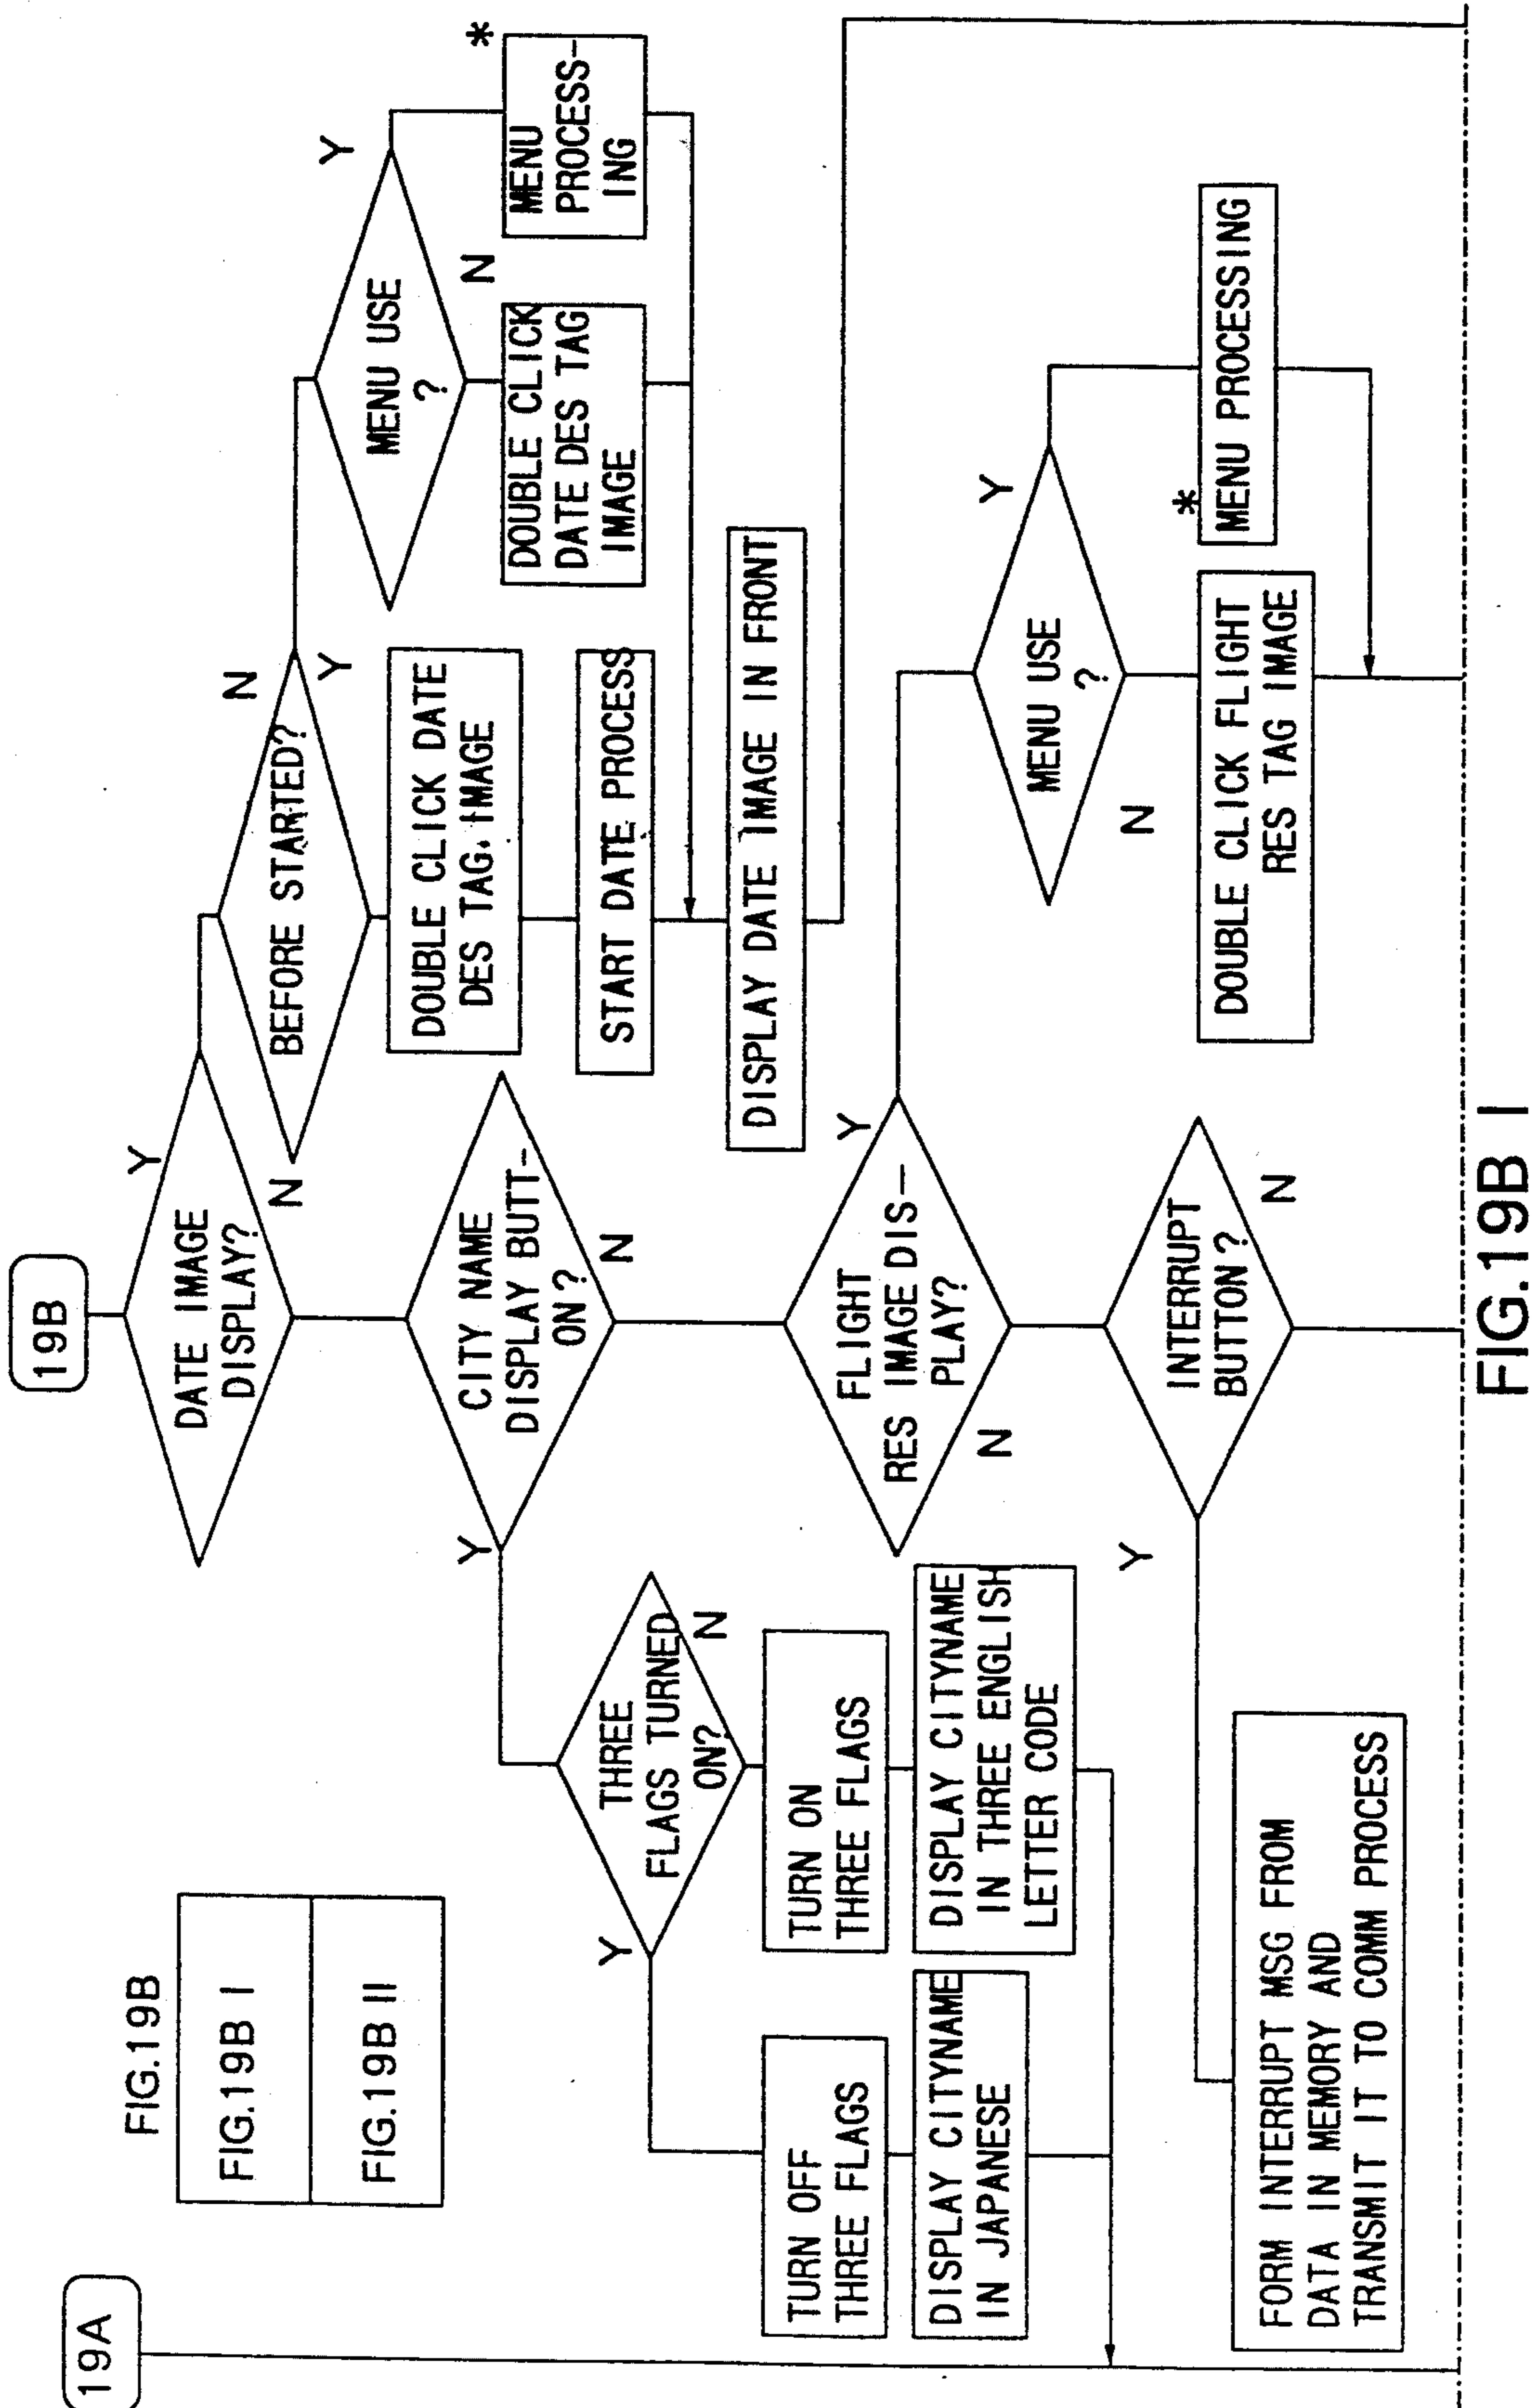 19A
FIG.19B
FIG.19B I
FIG.19B II
19B
DATE IMAGE
DISPLAY?
Y
N
BEFORE STARTED?
N
Y
MENU USE
?
Y
N
MENU
PROCESS-
ING
*
DOUBLE CLICK
DATE DES TAG
IMAGE
DOUBLE CLICK DATE
DES TAG. IMAGE
START DATE PROCESS
DISPLAY DATE IMAGE IN FRONT
CITY NAME
DISPLAY BUTT-
ON?
Y
N
THREE
FLAGS TURNED
ON?
Y
N
TURN OFF
THREE FLAGS
DISPLAY CITYNAME
IN JAPANESE
TURN ON
THREE FLAGS
DISPLAY CITYNAME
IN THREE ENGLISH
LETTER CODE
FLIGHT
RES IMAGE DIS-
PLAY?
Y
N
MENU USE
?
Y
N
*
MENU PROCESSING
DOUBLE CLICK FLIGHT
RES TAG IMAGE
INTERRUPT
BUTTON?
Y
N
FORM INTERRUPT MSG FROM
DATA IN MEMORY AND
TRANSMIT IT TO COMM PROCESS
FIG.19B I